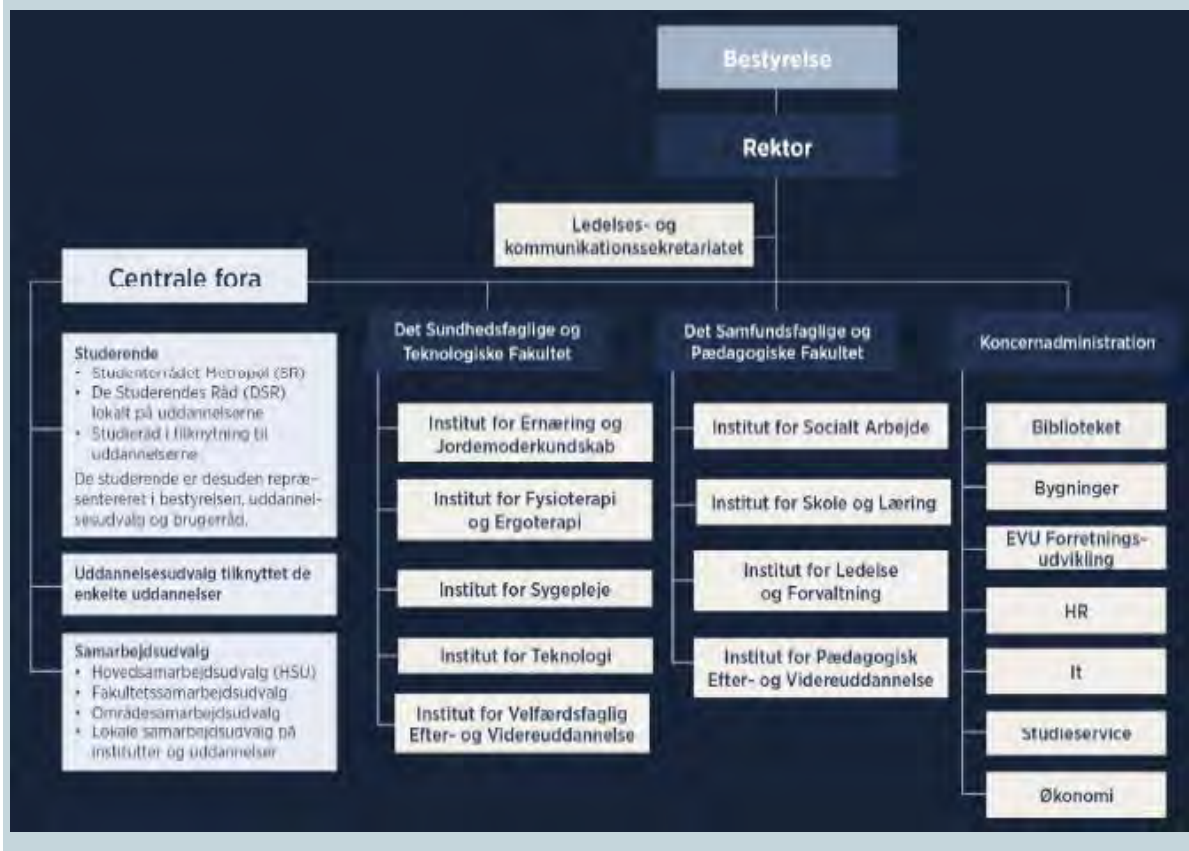 Bestyrelse
Rektor
Ledelses- og
kommunikationssekretariatet
Centrale fora
Studerende
• Studenterrådet Metropol (SR)
• De Studerendes Råd (DSR)
lokalt på uddannelserne
• Studieråd i tilknytning til
uddannelserne
De studerende er desuden repræ-
sentereret i bestyrelsen, uddannel-
sesudvalg og brugerråd.
Uddannelsesudvalg tilknyttet de
enkelte uddannelser
Samarbejdsudvalg
• Hovedsamarbejdsudvalg (HSU)
• Fakultetssamarbejdsudvalg
• Områdesamarbejdsudvalg
• Lokale samarbejdsudvalg på
institutter og uddannelser
Det Sundhedsfaglige og
Teknologiske Fakultet
Institut for Ernæring og
Jordemoderkundskab
Institut for Fysioterapi
og Ergoterapi
Institut for Sygepleje
Institut for Teknologi
Institut for Velfærdsfaglig
Efter- og Videreuddannelse
Det Samfundsfaglige og
Pædagogiske Fakultet
Institut for Socialt Arbejde
Institut for Skole og Læring
Institut for Ledelse
og Forvaltning
Institut for Pædagogisk
Efter- og Videreuddannelse
Koncernadministration
Biblioteket
Bygninger
EVU Forretnings-
udvikling
HR
It
Studieservice
Økonomi